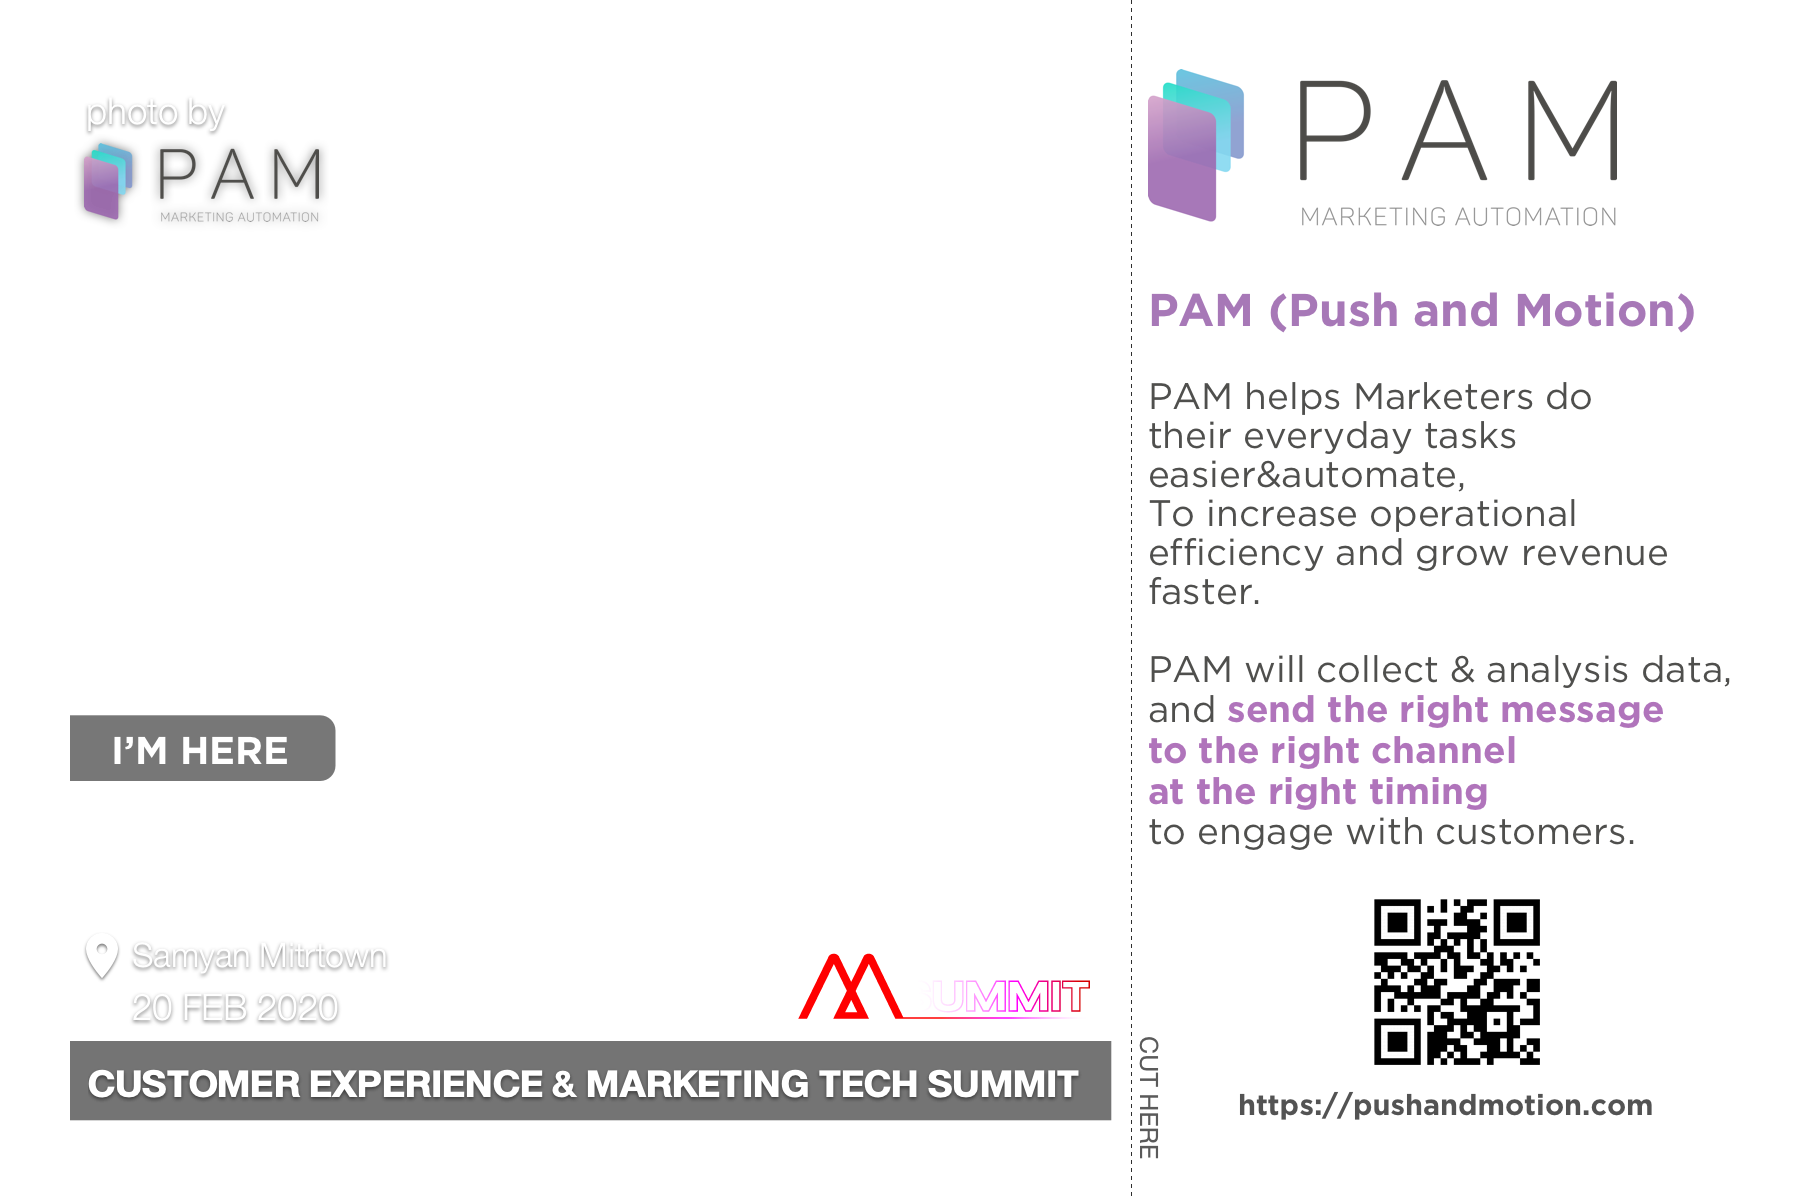 photo by
PAM
MARKETING AUTOMATION
I’M HERE
Samyan Mitrtown
20 FEB 2020
SUMMIT
CUSTOMER EXPERIENCE & MARKETING TECH SUMMIT
CUT HERE
PAM
MARKETING AUTOMATION
PAM (Push and Motion)
PAM helps Marketers do
their everyday tasks
easier&automate,
To increase operational
efficiency and grow revenue
faster.
PAM will collect & analysis data,
and send the right message
to the right channel
at the right timing
to engage with customers.
https://pushandmotion.com